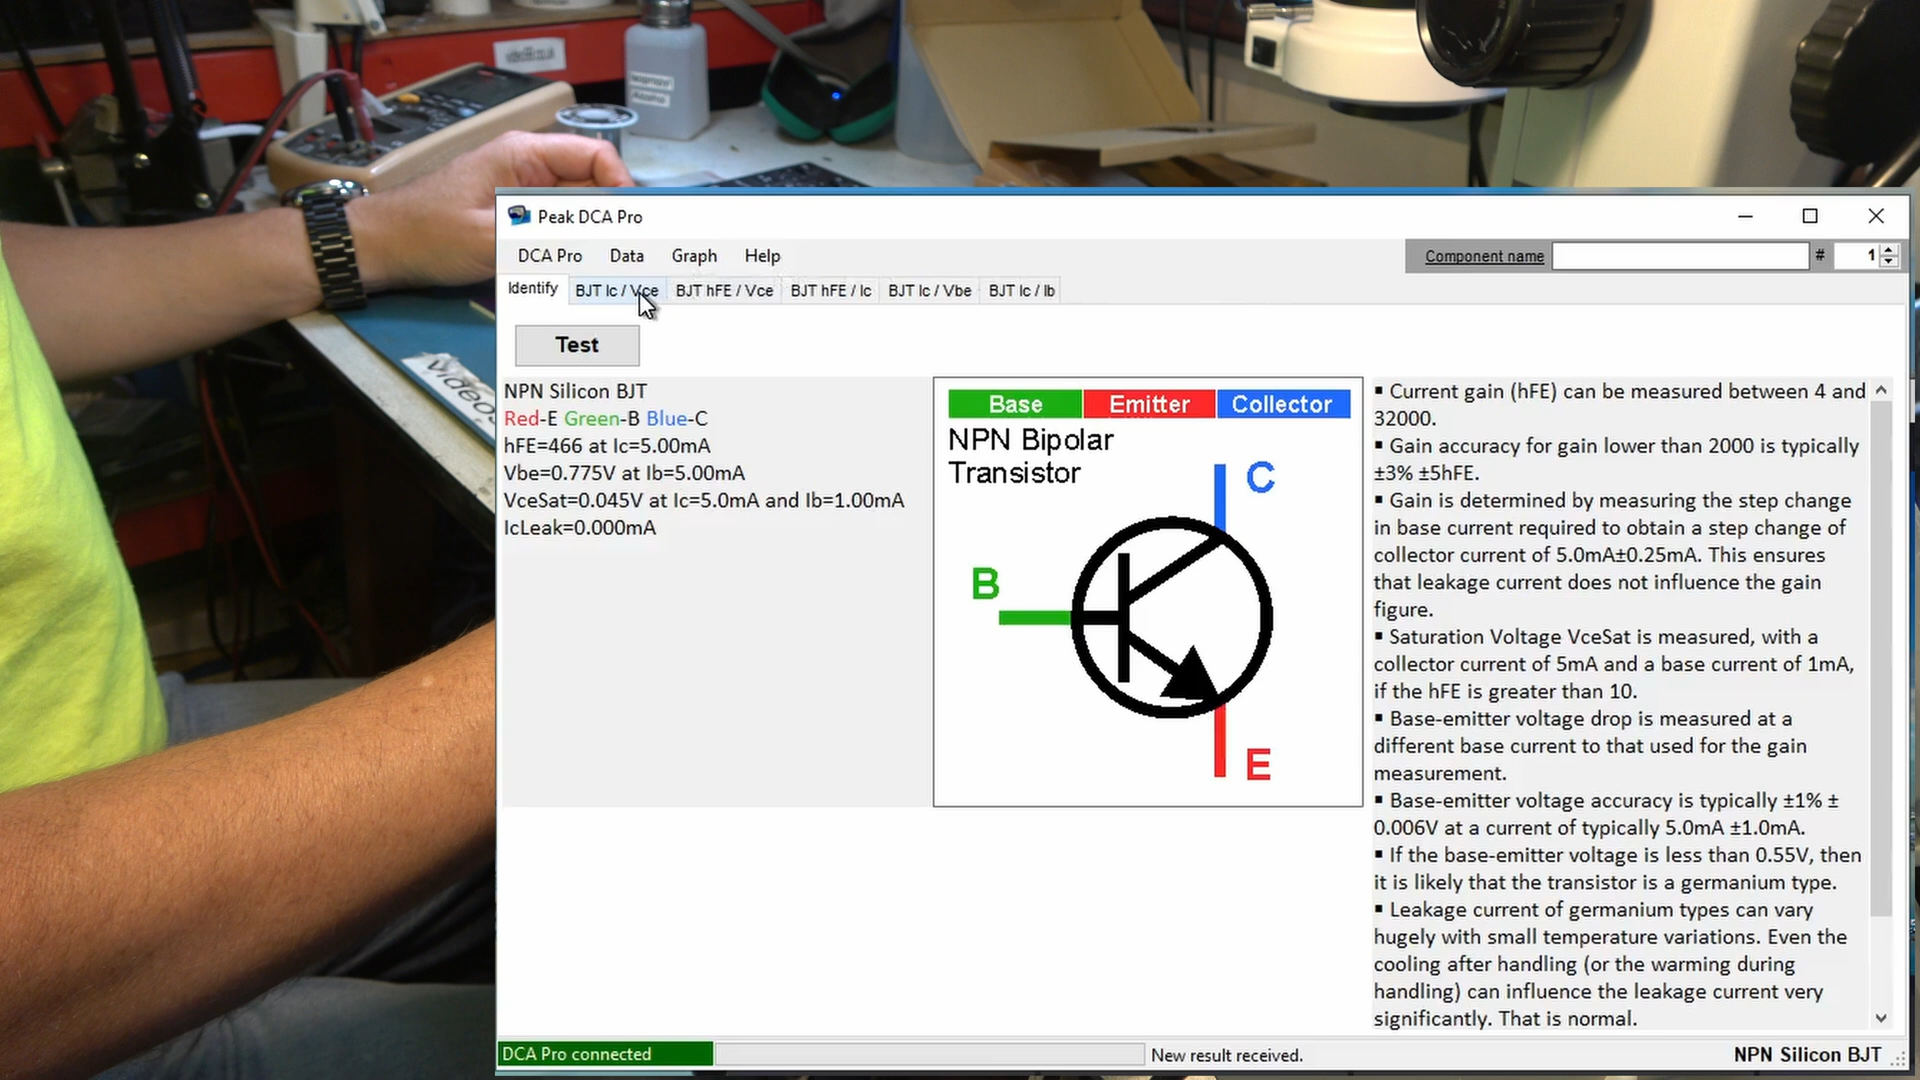 Peak DCA Pro
DCA Pro Data Graph Help
Component name # 1
Identify BJT Ic / Vce BJT hFE / Vce BJT hFE / Ic BJT Ic / Vbe BJT Ic / Ib
Test
NPN Silicon BJT
Red-E Green-B Blue-C
hFE=466 at Ic=5.00mA
Vbe=0.775V at Ib=5.00mA
VceSat=0.045V at Ic=5.0mA and Ib=1.00mA
IcLeak=0.000mA
Base Emitter Collector
NPN Bipolar
Transistor
C
B
E
▪ Current gain (hFE) can be measured between 4 and
32000.
▪ Gain accuracy for gain lower than 2000 is typically
±3% ±5hFE.
▪ Gain is determined by measuring the step change
in base current required to obtain a step change of
collector current of 5.0mA±0.25mA. This ensures
that leakage current does not influence the gain
figure.
▪ Saturation Voltage VceSat is measured, with a
collector current of 5mA and a base current of 1mA,
if the hFE is greater than 10.
▪ Base-emitter voltage drop is measured at a
different base current to that used for the gain
measurement.
▪ Base-emitter voltage accuracy is typically ±1% ±
0.006V at a current of typically 5.0mA ±1.0mA.
▪ If the base-emitter voltage is less than 0.55V, then
it is likely that the transistor is a germanium type.
▪ Leakage current of germanium types can vary
hugely with small temperature variations. Even the
cooling after handling (or the warming during
handling) can influence the leakage current very
significantly. That is normal.
DCA Pro connected
New result received.
NPN Silicon BJT